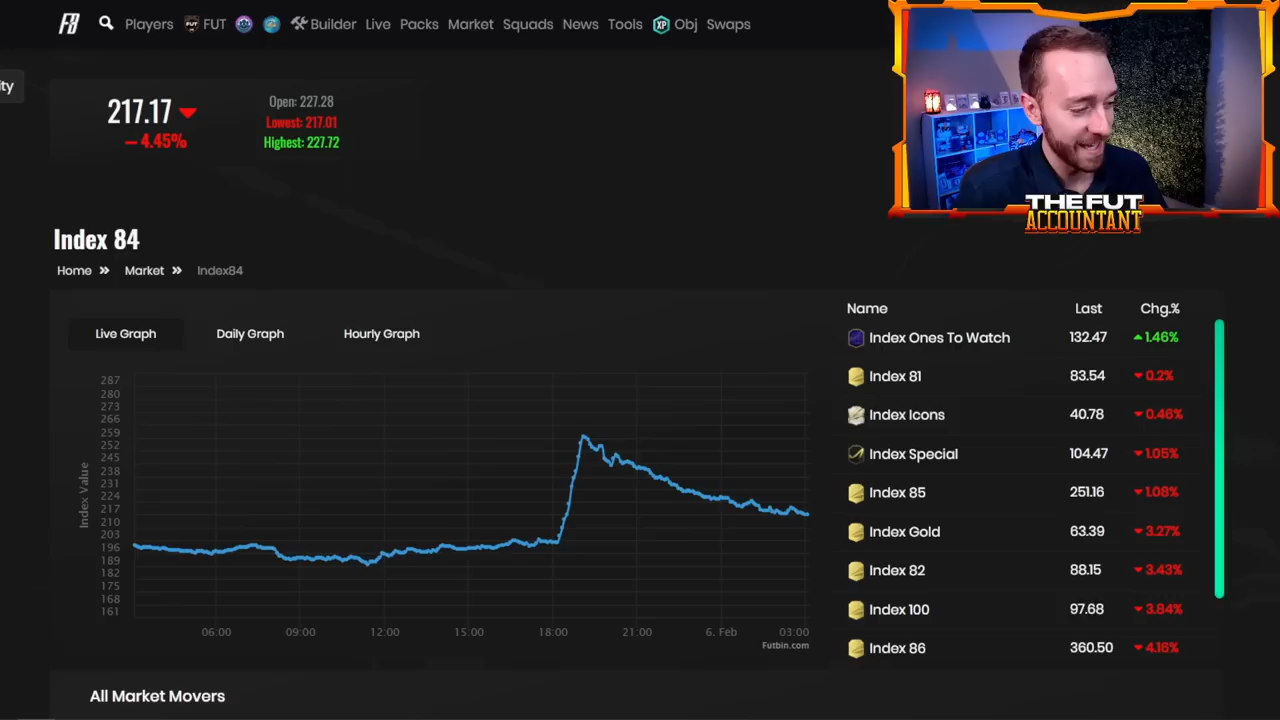 F8 Players FUT Builder Live Packs Market Squads News Tools XP Obj Swaps
ity
217.17
− 4.45%
Open: 227.28
Lowest: 217.01
Highest: 227.72
THE FUT
ACCOUNTANT
Index 84
Home » Market » Index84
Live Graph Daily Graph Hourly Graph
Index Value
287
280
273
266
259
252
245
238
231
224
217
210
203
196
189
182
175
168
161
06:00 09:00 12:00 15:00 18:00 21:00 6. Feb 03:00
Futbin.com
Name Last Chg.%
Index Ones To Watch 132.47 1.46%
Index 81 83.54 0.2%
Index Icons 40.78 0.46%
Index Special 104.47 1.05%
Index 85 251.16 1.08%
Index Gold 63.39 3.27%
Index 82 88.15 3.43%
Index 100 97.68 3.84%
Index 86 360.50 4.16%
All Market Movers